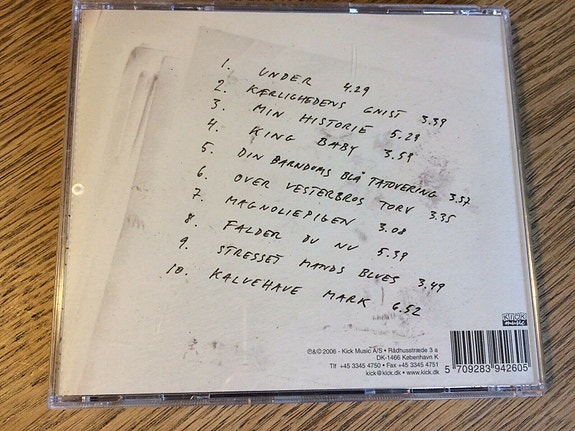 1. UNDER 4.29
2. KÆRLIGHEDENS GNIST 3.39
3. MIN HISTORIE 5.29
4. KING BABY 3.59
5. DIN BARNDOMS BLÅ TATOVERING 3.57
6. OVER VESTERBROS TORV 3.35
7. MAGNOLIEPIGEN 3.08
8. FALDER DU NU 5.39
9. STRESSET MANDS BLUES 3.49
10. KALVEHAVE MARK 6.52
KICK
music
℗&© 2006 - Kick Music A/S • Rådhusstræde 3 a
DK-1466 København K
Tlf +45 3345 4750 • Fax +45 3345 4751
kick@kick.dk • www.kick.dk
5 709283 942605